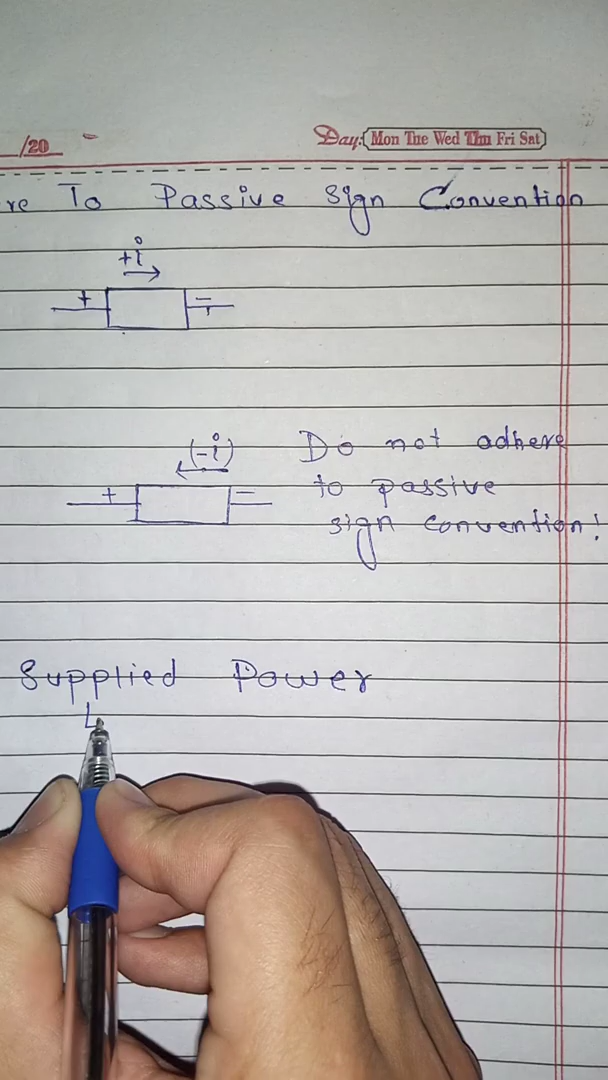 /20
Day: Mon Tue Wed Thu Fri Sat
re To Passive Sign Convention
+i
+ -
(-i)
+ -
Do not adhere
to passive
sign convention!
Supplied Power